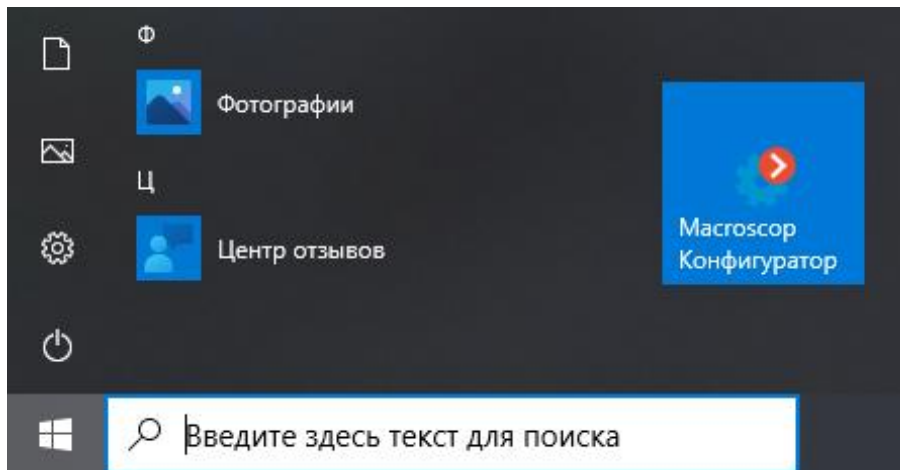 Ф
Фотографии
Ц
Центр отзывов
Macroscop
Конфигуратор
Введите здесь текст для поиска